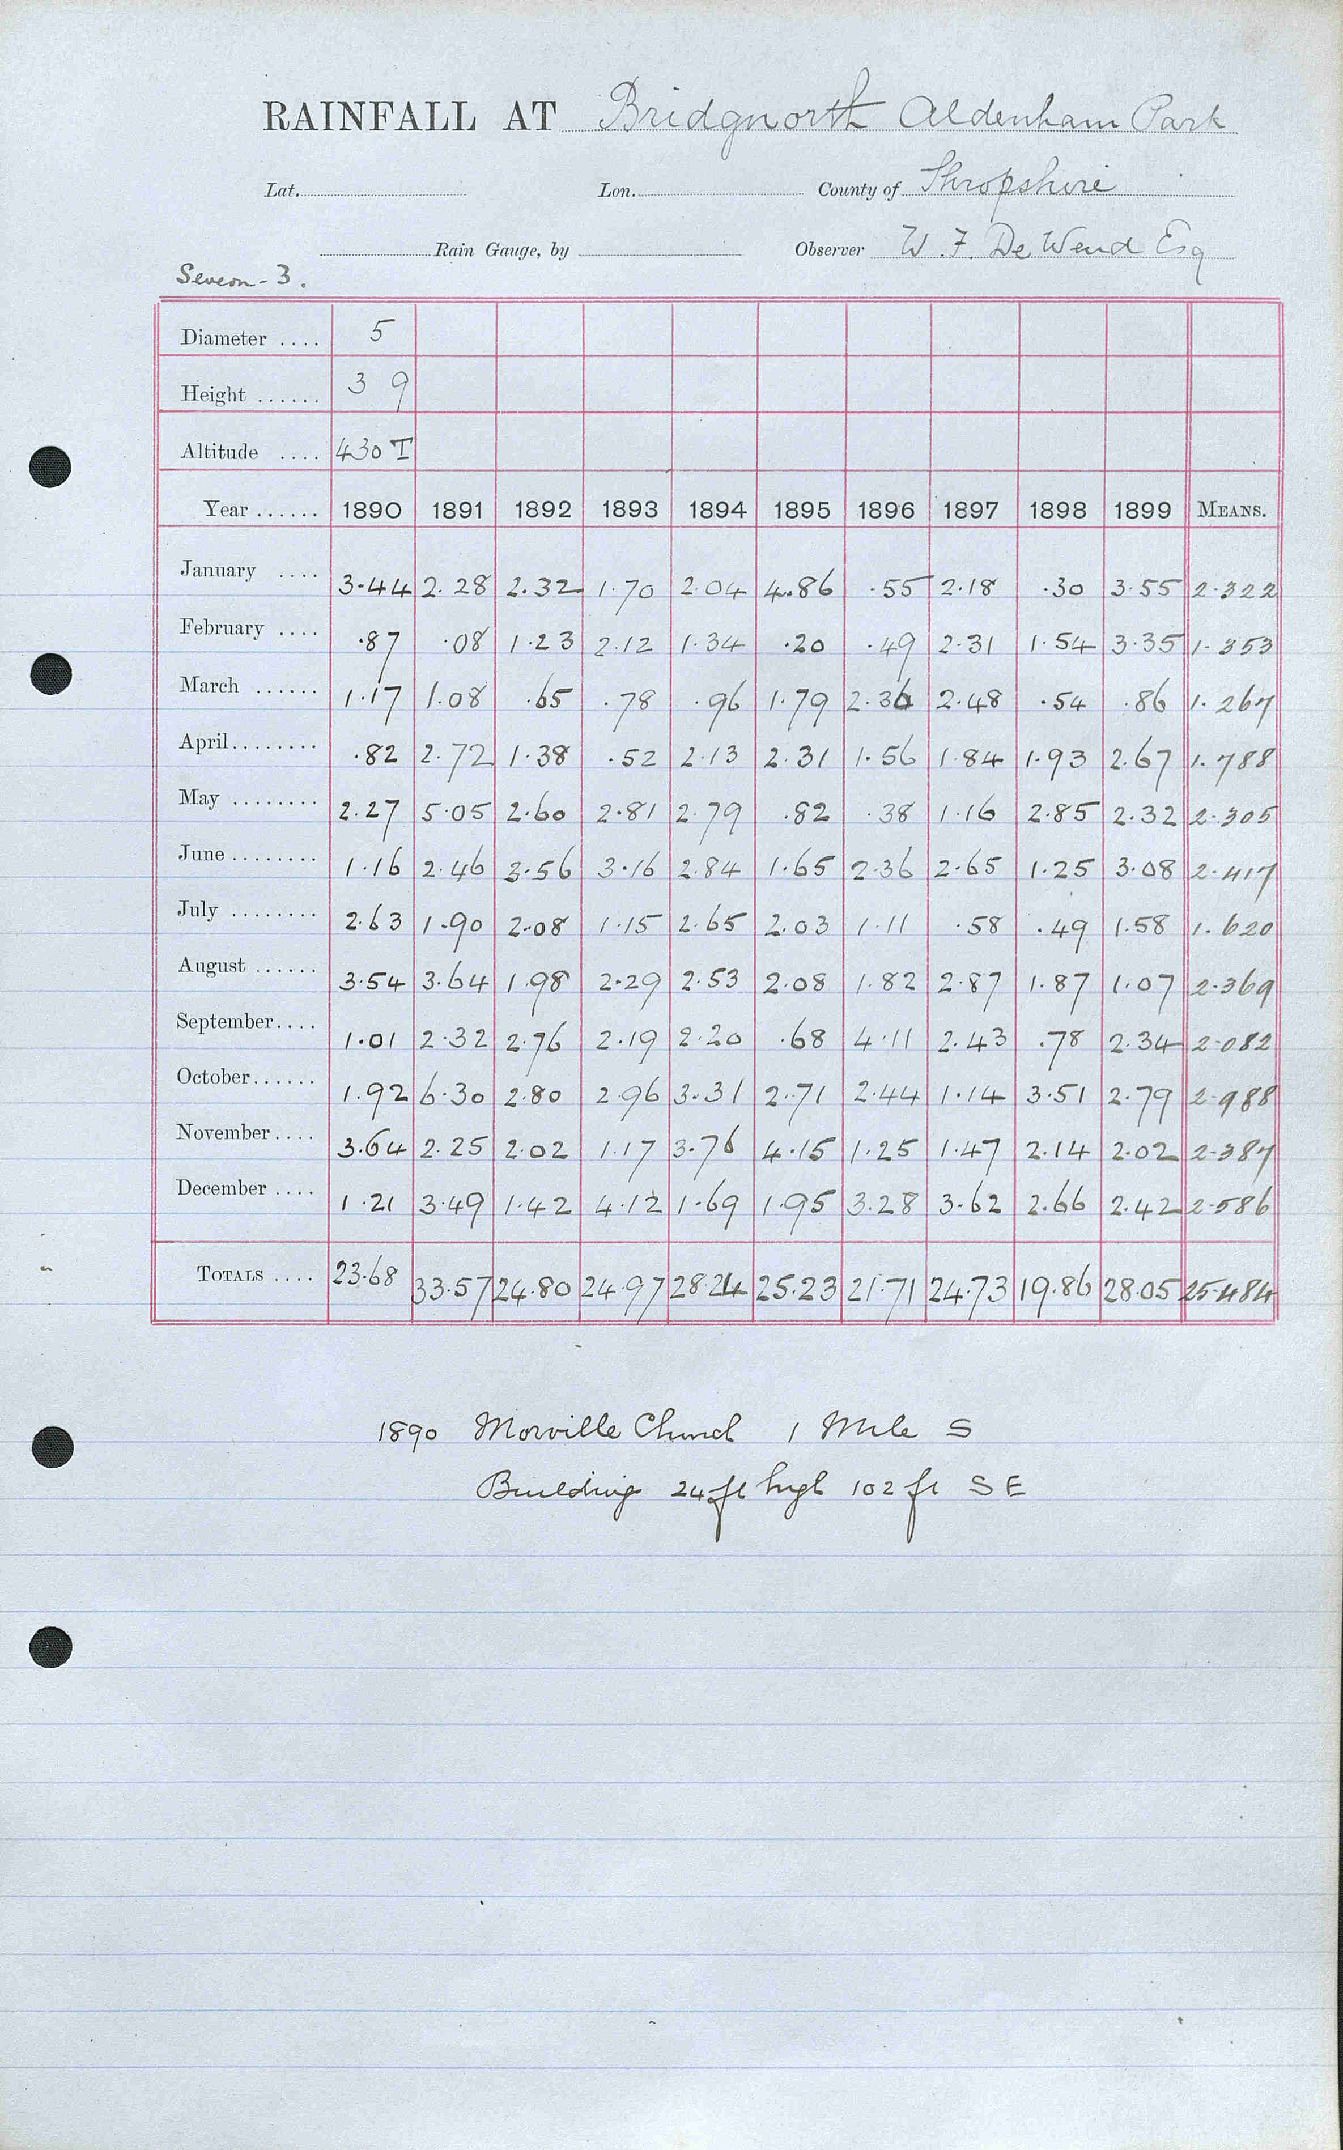 RAINFALL AT Bridgnorth Aldenham Park
Lat. Lon. County of Shropshire
Rain Gauge, by Observer W. F. De Wend Esq
Severn - 3.
Diameter .... 5
Height ...... 3 9
Altitude .... 430 T
Year ...... 1890 1891 1892 1893 1894 1895 1896 1897 1898 1899 MEANS.
January .... 3.44 2.28 2.32 1.70 2.04 4.86 .55 2.18 .30 3.55 2.322
February .... .87 .08 1.23 2.12 1.34 .20 .49 2.31 1.54 3.35 1.353
March ...... 1.17 1.08 .65 .78 .96 1.79 2.36 2.48 .54 .86 1.267
April ........ .82 2.72 1.38 .52 2.13 2.31 1.56 1.84 1.93 2.67 1.788
May ........ 2.27 5.05 2.60 2.81 2.79 .82 .38 1.16 2.85 2.32 2.305
June ........ 1.16 2.46 3.56 3.16 2.84 1.65 2.36 2.65 1.25 3.08 2.417
July ........ 2.63 1.90 2.08 1.15 2.65 2.03 1.11 .58 .49 1.58 1.620
August ...... 3.54 3.64 1.98 2.29 2.53 2.08 1.82 2.87 1.87 1.07 2.369
September .... 1.01 2.32 2.76 2.19 2.20 .68 4.11 2.43 .78 2.34 2.082
October ...... 1.92 6.30 2.80 2.96 3.31 2.71 2.44 1.14 3.51 2.79 2.988
November .... 3.64 2.25 2.02 1.17 3.76 4.15 1.25 1.47 2.14 2.02 2.387
December .... 1.21 3.49 1.42 4.12 1.69 1.95 3.28 3.62 2.66 2.42 2.586
TOTALS .... 23.68 33.57 24.80 24.97 28.24 25.23 21.71 24.73 19.86 28.05 25.484
1890 Morville Church 1 Mile S
Building 24 ft high 102 ft S E